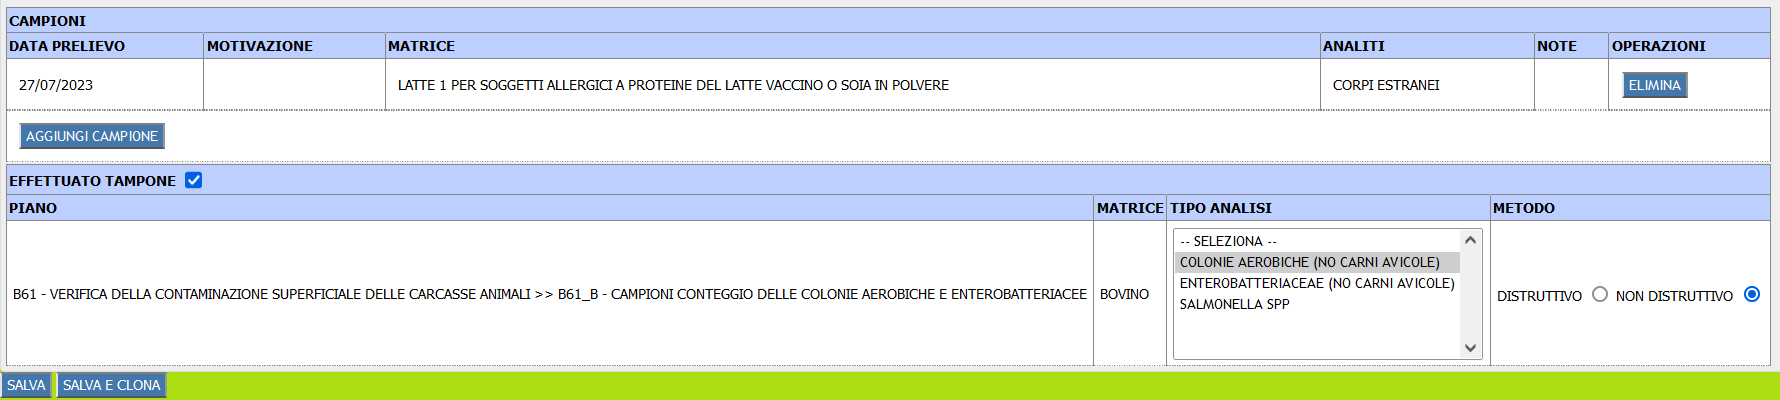 CAMPIONI
DATA PRELIEVO MOTIVAZIONE MATRICE ANALITI NOTE OPERAZIONI
27/07/2023 LATTE 1 PER SOGGETTI ALLERGICI A PROTEINE DEL LATTE VACCINO O SOIA IN POLVERE CORPI ESTRANEI ELIMINA
AGGIUNGI CAMPIONE
EFFETTUATO TAMPONE
PIANO MATRICE TIPO ANALISI METODO
-- SELEZIONA --
COLONIE AEROBICHE (NO CARNI AVICOLE)
ENTEROBATTERIACEAE (NO CARNI AVICOLE)
B61 - VERIFICA DELLA CONTAMINAZIONE SUPERFICIALE DELLE CARCASSE ANIMALI >> B61_B - CAMPIONI CONTEGGIO DELLE COLONIE AEROBICHE E ENTEROBATTERIACEE BOVINO DISTRUTTIVO NON DISTRUTTIVO
SALMONELLA SPP
SALVA SALVA E CLONA